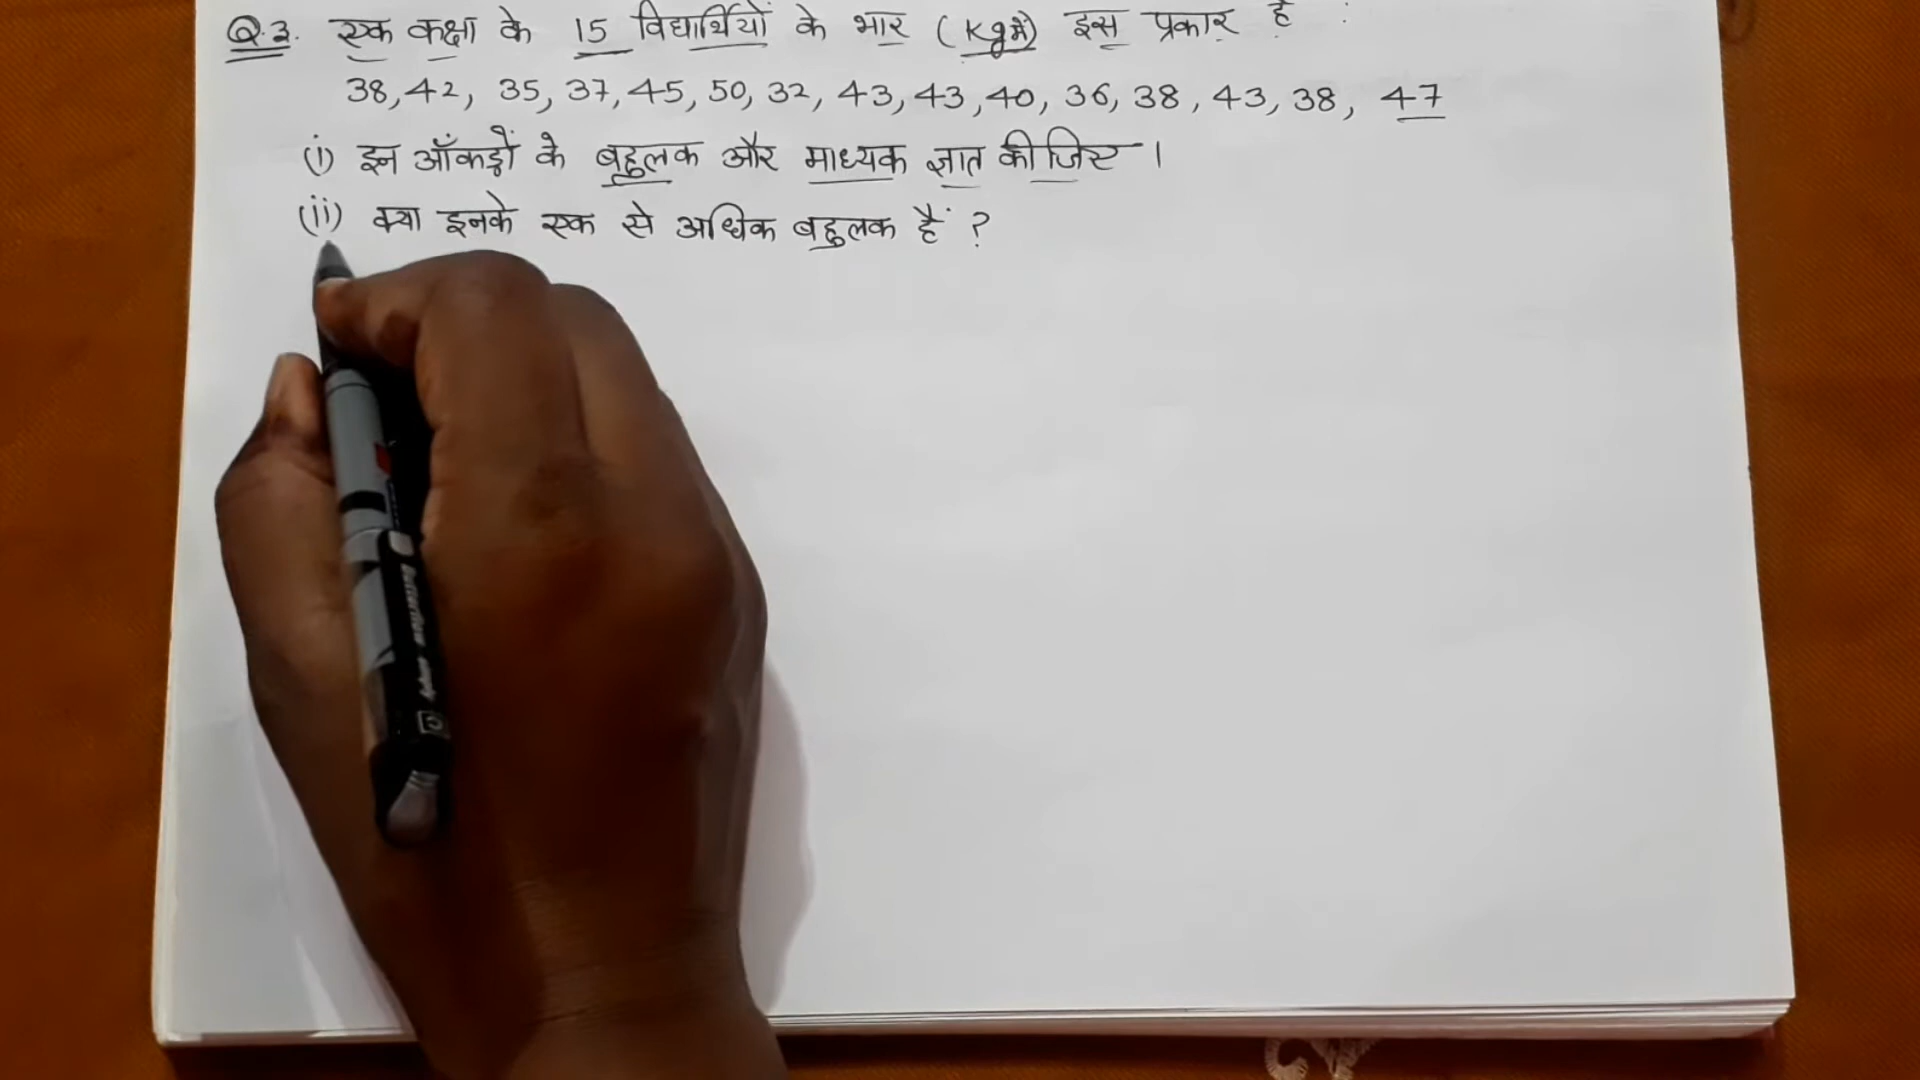 Q.3. एक कक्षा के 15 विद्यार्थियों के भार (Kg में) इस प्रकार हैं :
38, 42, 35, 37, 45, 50, 32, 43, 43, 40, 36, 38, 43, 38, 47
(i) इन आँकड़ों के बहुलक और माध्यक ज्ञात कीजिए।
(ii) क्या इनके एक से अधिक बहुलक हैं ?